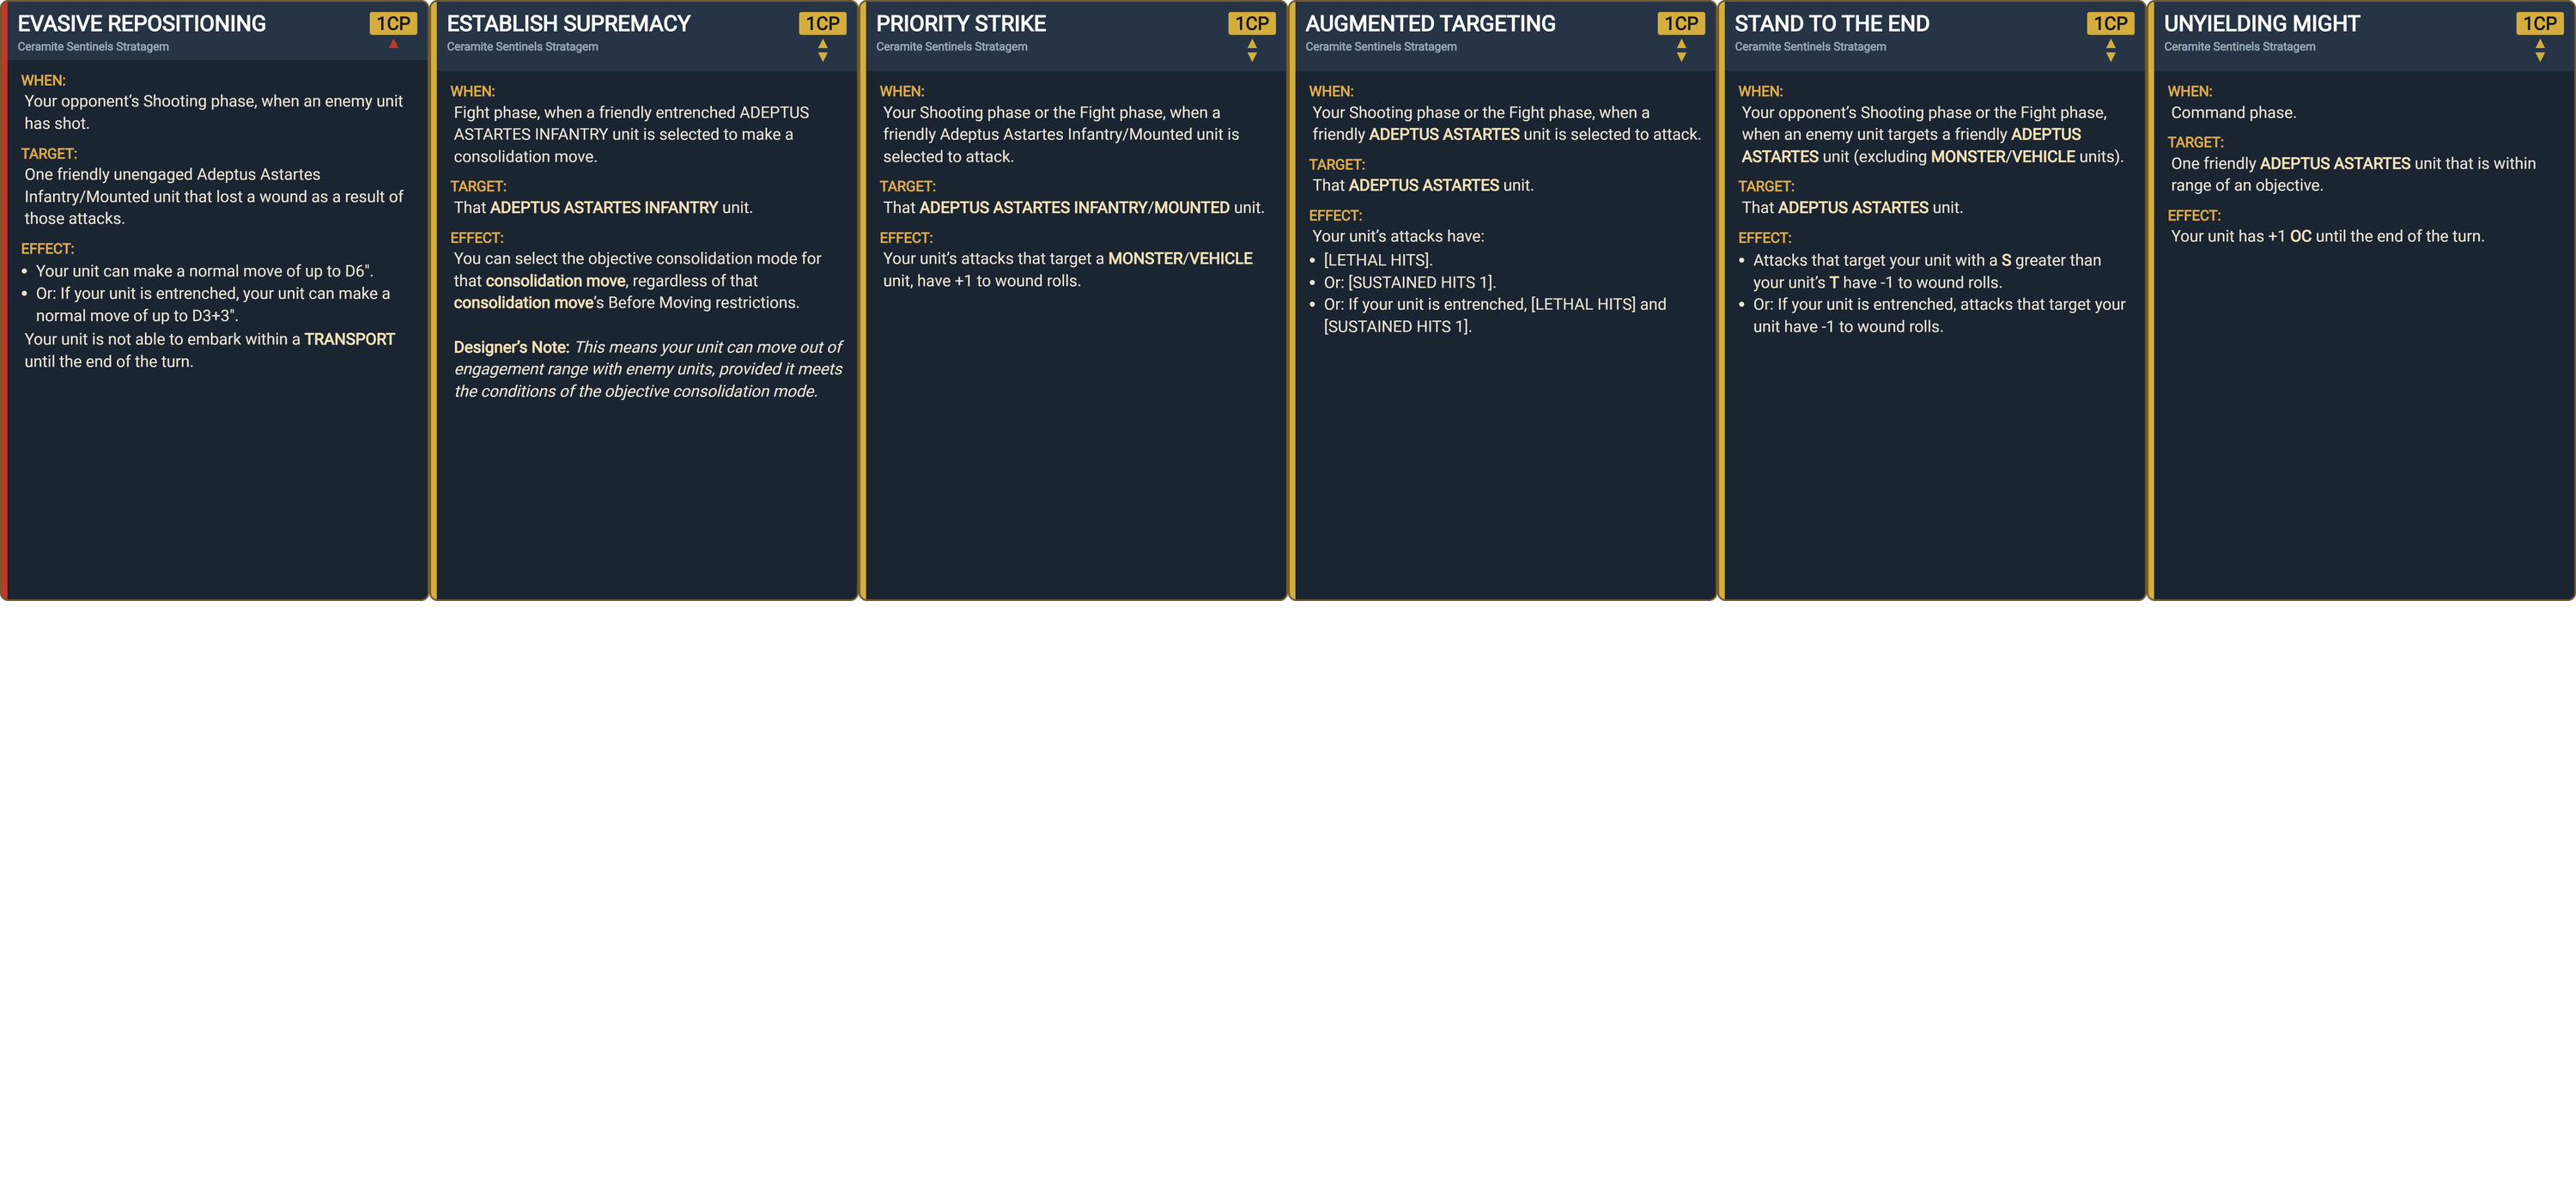 EVASIVE REPOSITIONING
1CP
Ceramite Sentinels Stratagem
WHEN:
Your opponent’s Shooting phase, when an enemy unit
has shot.
TARGET:
One friendly unengaged Adeptus Astartes
Infantry/Mounted unit that lost a wound as a result of
those attacks.
EFFECT:
• Your unit can make a normal move of up to D6".
• Or: If your unit is entrenched, your unit can make a
normal move of up to D3+3".
Your unit is not able to embark within a TRANSPORT
until the end of the turn.
ESTABLISH SUPREMACY
1CP
Ceramite Sentinels Stratagem
WHEN:
Fight phase, when a friendly entrenched ADEPTUS
ASTARTES INFANTRY unit is selected to make a
consolidation move.
TARGET:
That ADEPTUS ASTARTES INFANTRY unit.
EFFECT:
You can select the objective consolidation mode for
that consolidation move, regardless of that
consolidation move’s Before Moving restrictions.
Designer’s Note: This means your unit can move out of
engagement range with enemy units, provided it meets
the conditions of the objective consolidation mode.
PRIORITY STRIKE
1CP
Ceramite Sentinels Stratagem
WHEN:
Your Shooting phase or the Fight phase, when a
friendly Adeptus Astartes Infantry/Mounted unit is
selected to attack.
TARGET:
That ADEPTUS ASTARTES INFANTRY/MOUNTED unit.
EFFECT:
Your unit’s attacks that target a MONSTER/VEHICLE
unit, have +1 to wound rolls.
AUGMENTED TARGETING
1CP
Ceramite Sentinels Stratagem
WHEN:
Your Shooting phase or the Fight phase, when a
friendly ADEPTUS ASTARTES unit is selected to attack.
TARGET:
That ADEPTUS ASTARTES unit.
EFFECT:
Your unit’s attacks have:
• [LETHAL HITS].
• Or: [SUSTAINED HITS 1].
• Or: If your unit is entrenched, [LETHAL HITS] and
[SUSTAINED HITS 1].
STAND TO THE END
1CP
Ceramite Sentinels Stratagem
WHEN:
Your opponent’s Shooting phase or the Fight phase,
when an enemy unit targets a friendly ADEPTUS
ASTARTES unit (excluding MONSTER/VEHICLE units).
TARGET:
That ADEPTUS ASTARTES unit.
EFFECT:
• Attacks that target your unit with a S greater than
your unit’s T have -1 to wound rolls.
• Or: If your unit is entrenched, attacks that target your
unit have -1 to wound rolls.
UNYIELDING MIGHT
1CP
Ceramite Sentinels Stratagem
WHEN:
Command phase.
TARGET:
One friendly ADEPTUS ASTARTES unit that is within
range of an objective.
EFFECT:
Your unit has +1 OC until the end of the turn.